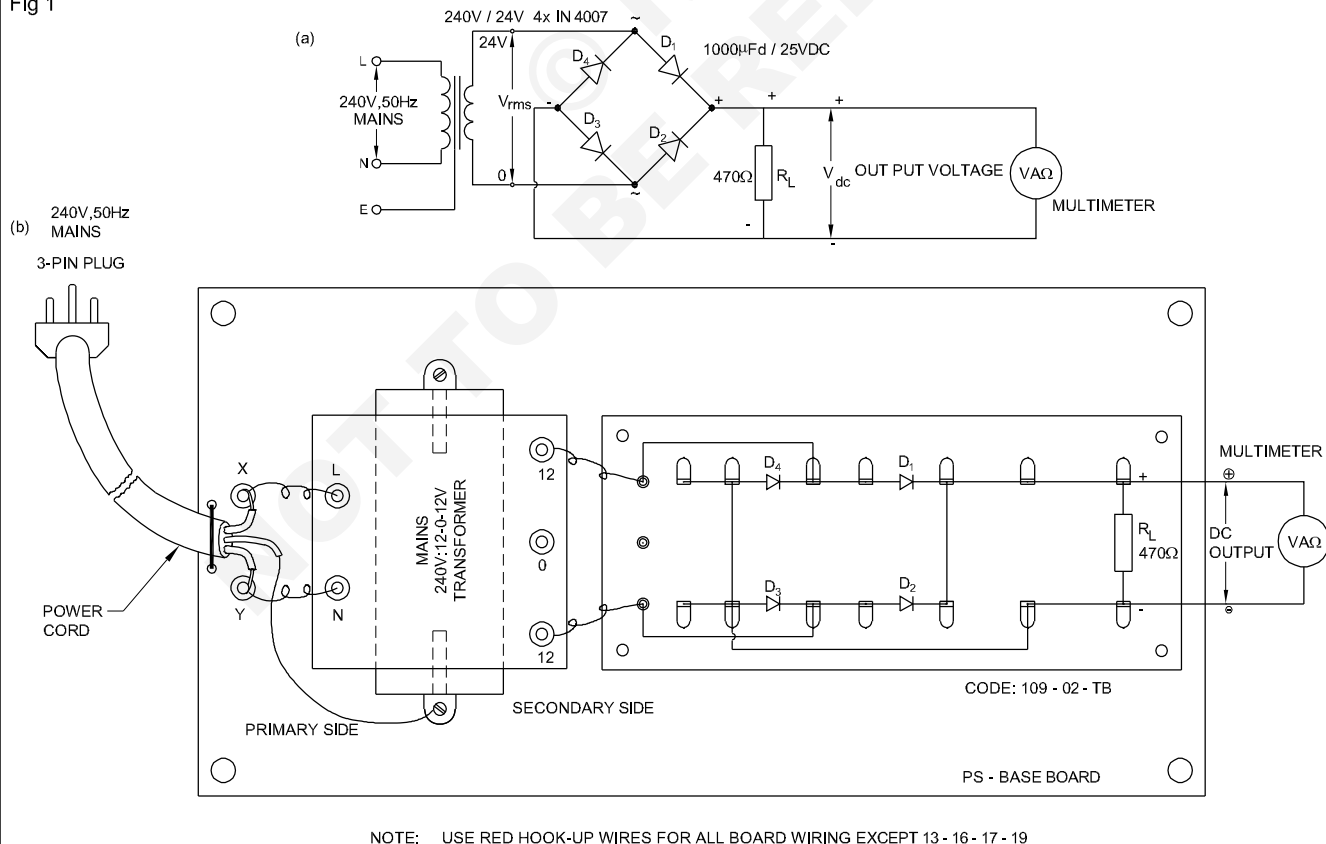 Fig 1
(a)
240V / 24V 4x IN 4007
24V
~
D4
D1
1000µFd / 25VDC
L
240V,50Hz
MAINS
Vrms
-
+
+
+
D3
D2
470Ω
RL
Vdc
OUT PUT VOLTAGE
VAΩ
MULTIMETER
N
0
~
-
-
E
(b)
240V,50Hz
MAINS
3-PIN PLUG
X
L
Y
N
POWER
CORD
MAINS
240V:12-0-12V
TRANSFORMER
12
0
12
PRIMARY SIDE
SECONDARY SIDE
D4
D1
D3
D2
+
RL
470Ω
-
MULTIMETER
⊕
DC
OUTPUT
VAΩ
⊖
CODE: 109 - 02 - TB
PS - BASE BOARD
NOTE: USE RED HOOK-UP WIRES FOR ALL BOARD WIRING EXCEPT 13 - 16 - 17 - 19
NOT TO BE RE
©